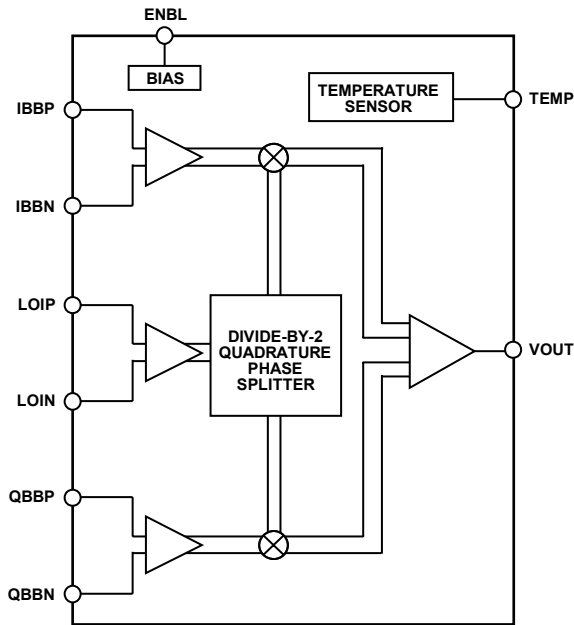 ENBL
BIAS
TEMPERATURE
SENSOR
TEMP
IBBP
IBBN
LOIP
DIVIDE-BY-2
QUADRATURE
PHASE
SPLITTER
VOUT
LOIN
QBBP
QBBN